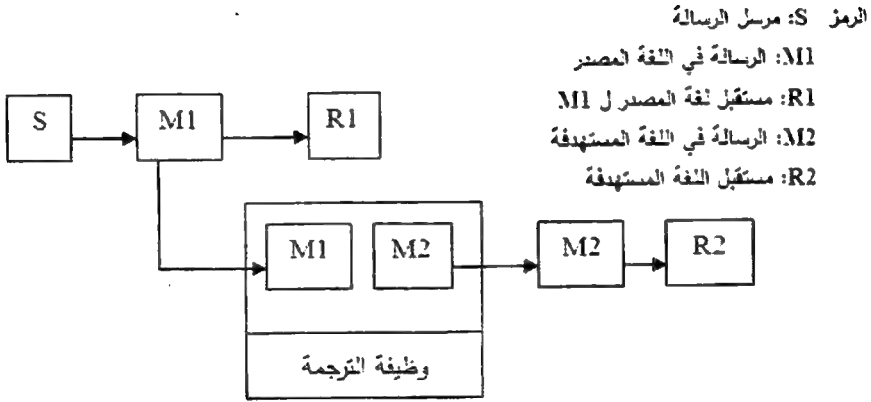 الرمز S: مرسل الرسالة
M1: الرسالة في اللغة المصدر
R1: مستقبل لغة المصدر ل M1
M2: الرسالة في اللغة المستهدفة
R2: مستقبل اللغة المستهدفة
S M1 R1
M1 M2 M2 R2
وظيفة الترجمة